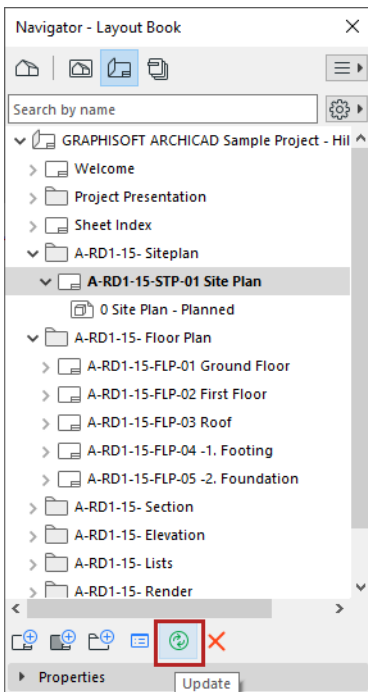 Navigator - Layout Book
Search by name
GRAPHISOFT ARCHICAD Sample Project - Hil
Welcome
Project Presentation
Sheet Index
A-RD1-15- Siteplan
A-RD1-15-STP-01 Site Plan
0 Site Plan - Planned
A-RD1-15- Floor Plan
A-RD1-15-FLP-01 Ground Floor
A-RD1-15-FLP-02 First Floor
A-RD1-15-FLP-03 Roof
A-RD1-15-FLP-04 -1. Footing
A-RD1-15-FLP-05 -2. Foundation
A-RD1-15- Section
A-RD1-15- Elevation
A-RD1-15- Lists
A-RD1-15- Render
Properties
Update